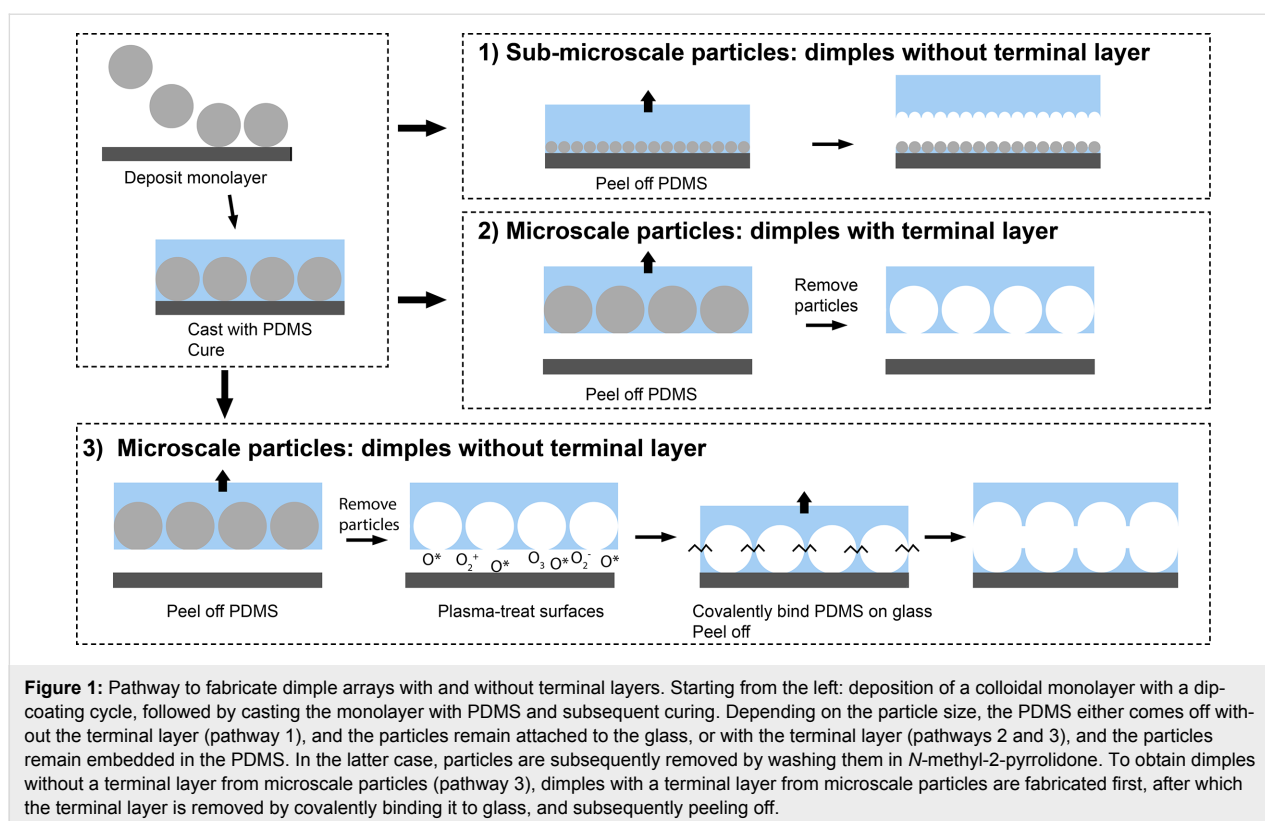 Deposit monolayer
Cast with PDMS
Cure
1) Sub-microscale particles: dimples without terminal layer
Peel off PDMS
2) Microscale particles: dimples with terminal layer
Remove
particles
Peel off PDMS
3) Microscale particles: dimples without terminal layer
Remove
particles
O* O₂⁺ O* O₃ O* O₂⁻ O*
Peel off PDMS
Plasma-treat surfaces
Covalently bind PDMS on glass
Peel off
Figure 1: Pathway to fabricate dimple arrays with and without terminal layers. Starting from the left: deposition of a colloidal monolayer with a dip-
coating cycle, followed by casting the monolayer with PDMS and subsequent curing. Depending on the particle size, the PDMS either comes off with-
out the terminal layer (pathway 1), and the particles remain attached to the glass, or with the terminal layer (pathways 2 and 3), and the particles
remain embedded in the PDMS. In the latter case, particles are subsequently removed by washing them in N-methyl-2-pyrrolidone. To obtain dimples
without a terminal layer from microscale particles (pathway 3), dimples with a terminal layer from microscale particles are fabricated first, after which
the terminal layer is removed by covalently binding it to glass, and subsequently peeling off.